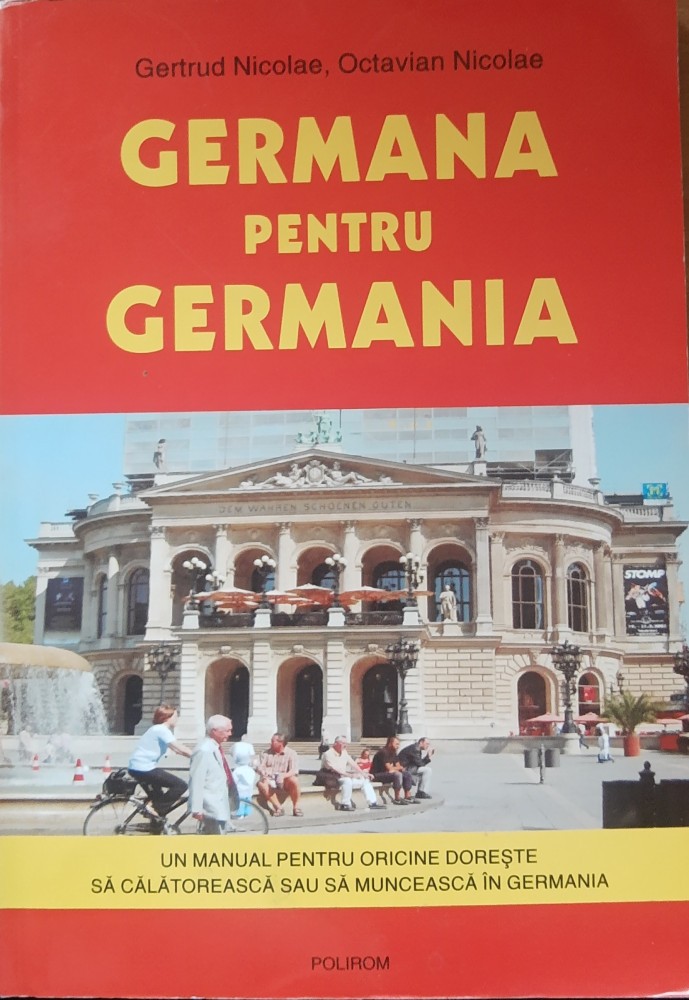 Gertrud Nicolae, Octavian Nicolae
GERMANA
PENTRU
GERMANIA
DEM WAHREN SCHOENEN GUTEN
STOMP
UN MANUAL PENTRU ORICINE DOREȘTE
SĂ CĂLĂTOREASCĂ SAU SĂ MUNCEASCĂ ÎN GERMANIA
POLIROM